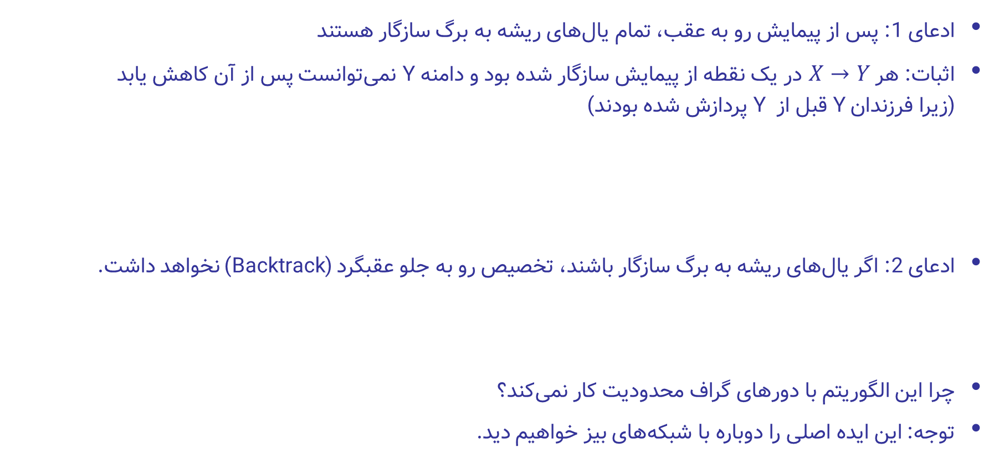 • ادعای 1: پس از پیمایش رو به عقب، تمام یال‌های ریشه به برگ سازگار هستند
• اثبات: هر X → Y در یک نقطه از پیمایش سازگار شده بود و دامنه Y نمی‌توانست پس از آن کاهش یابد
(زیرا فرزندان Y قبل از Y پردازش شده بودند)
• ادعای 2: اگر یال‌های ریشه به برگ سازگار باشند، تخصیص رو به جلو عقبگرد (Backtrack) نخواهد داشت.
• چرا این الگوریتم با دورهای گراف محدودیت کار نمی‌کند؟
• توجه: این ایده اصلی را دوباره با شبکه‌های بیز خواهیم دید.